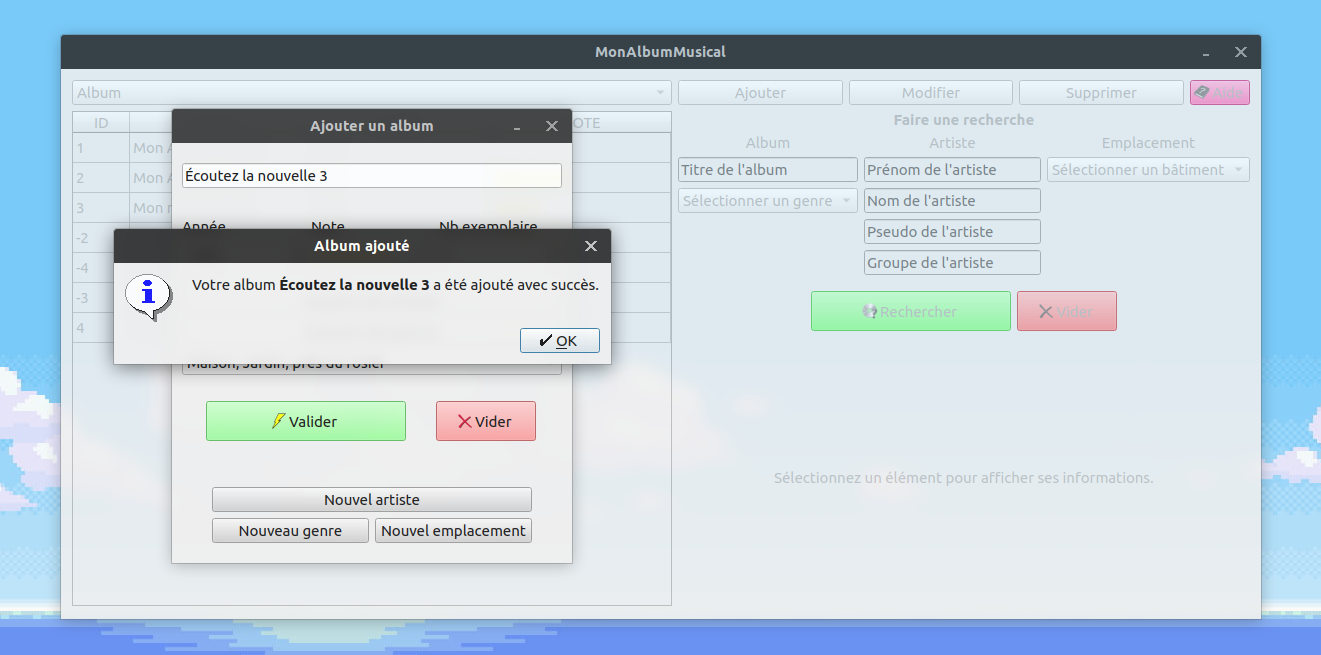 MonAlbumMusical
Album
Ajouter
Modifier
Supprimer
Aide
ID
OTE
1
Mon A
2
Mon A
3
Mon
-2
-4
-3
4
Faire une recherche
Album
Artiste
Emplacement
Titre de l'album
Prénom de l'artiste
Sélectionner un bâtiment
Sélectionner un genre
Nom de l'artiste
Pseudo de l'artiste
Groupe de l'artiste
Rechercher
Vider
Sélectionnez un élément pour afficher ses informations.
Ajouter un album
Écoutez la nouvelle 3
Année
Note
Nb exemplaire
Album ajouté
Votre album Écoutez la nouvelle 3 a été ajouté avec succès.
OK
Maison, Jardin, près du rosier
Valider
Vider
Nouvel artiste
Nouveau genre
Nouvel emplacement